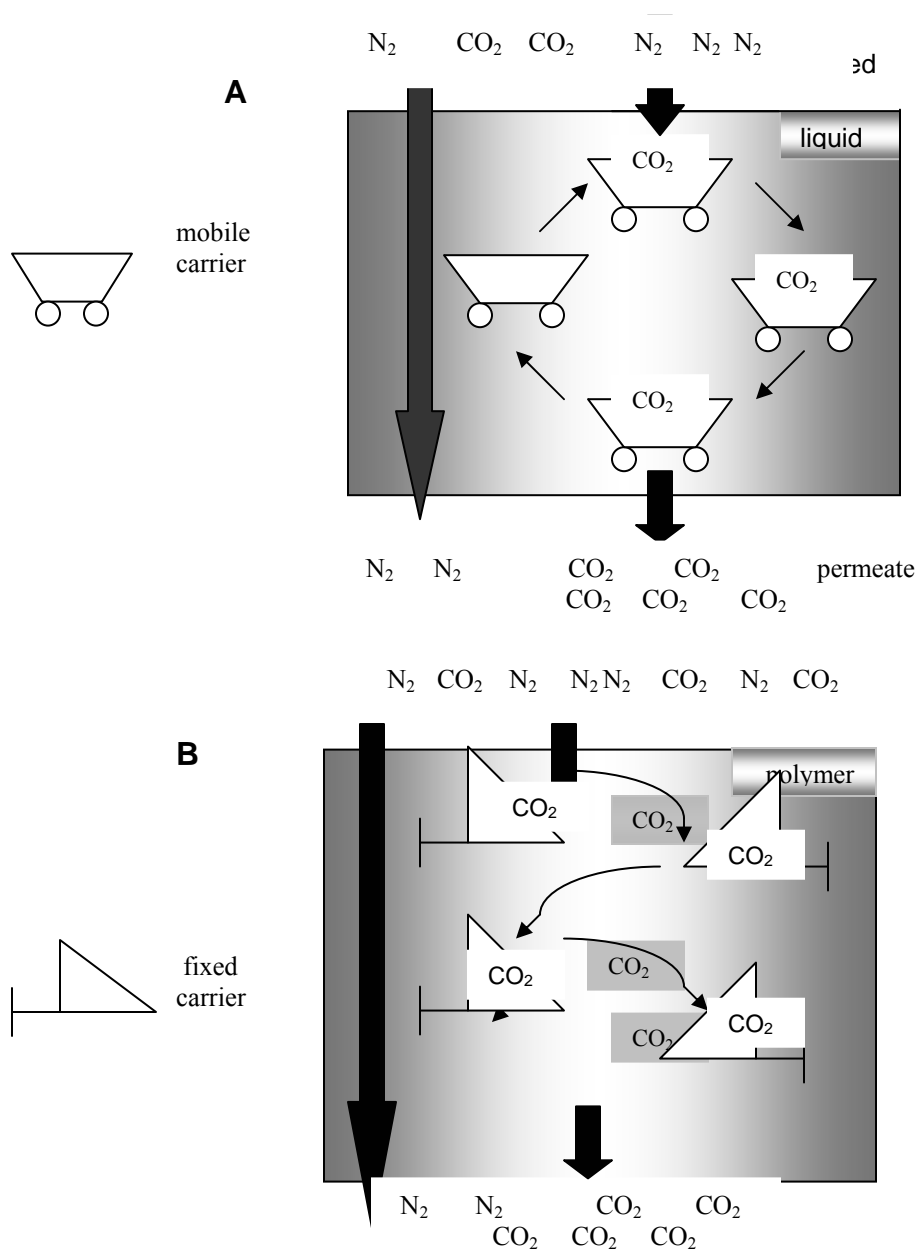 N₂ CO₂ CO₂ N₂ N₂ N₂
A
liquid
CO₂
mobile
carrier
CO₂
CO₂
N₂ N₂ CO₂ CO₂ permeate
CO₂ CO₂ CO₂
N₂ CO₂ N₂ N₂ N₂ CO₂ N₂ CO₂
B
polymer
CO₂ CO₂
CO₂
fixed
carrier
CO₂ CO₂
CO₂ CO₂
N₂ N₂ CO₂ CO₂
CO₂ CO₂ CO₂